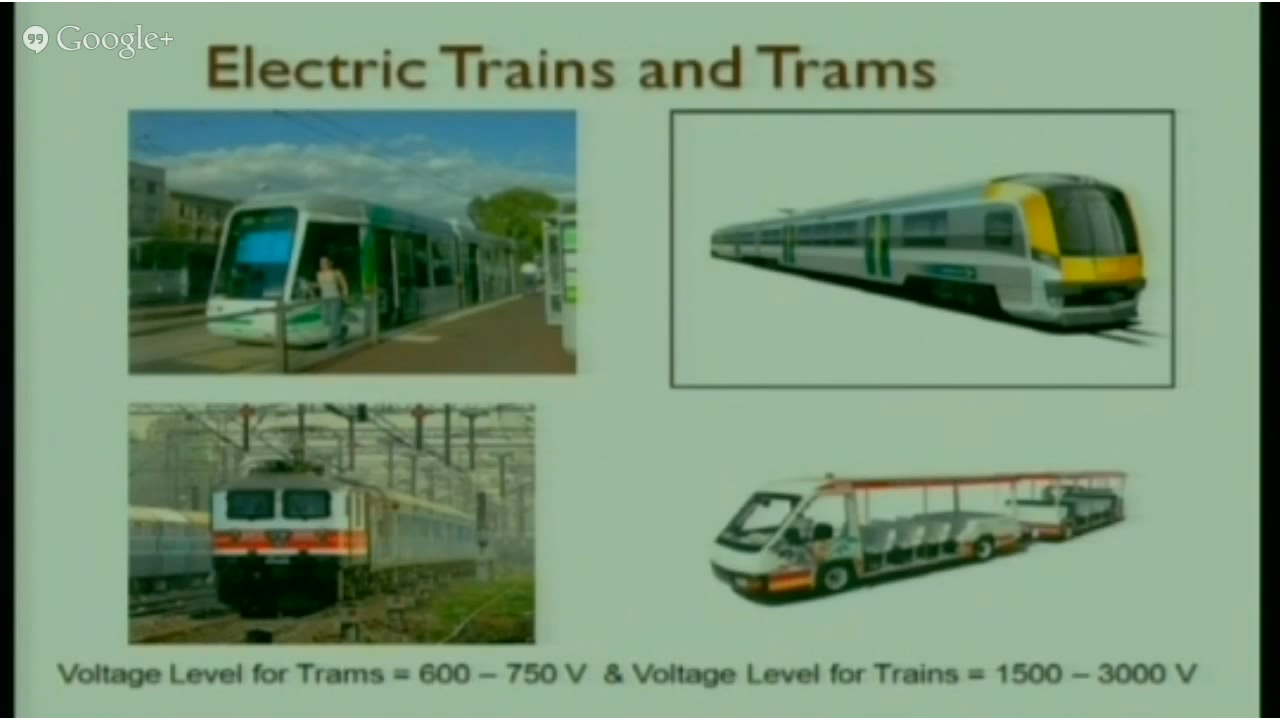 Google+
Electric Trains and Trams
Voltage Level for Trams = 600 – 750 V & Voltage Level for Trains = 1500 – 3000 V